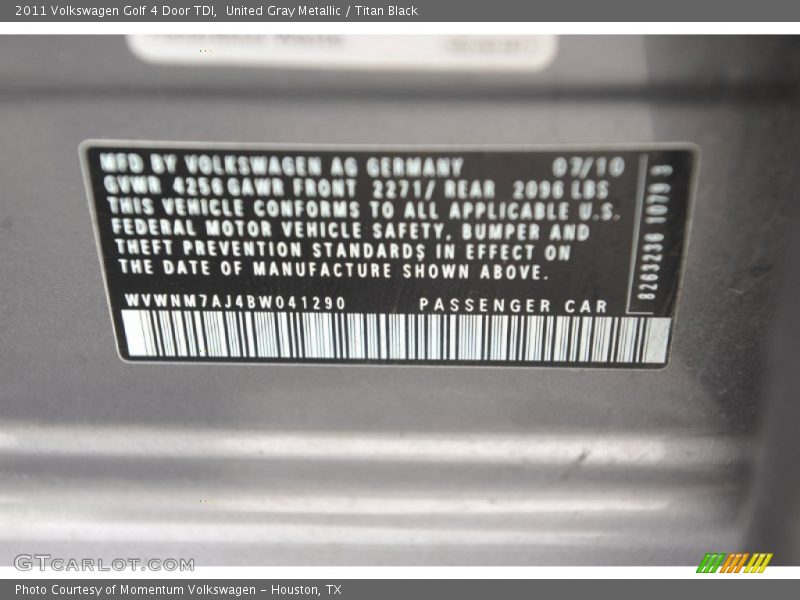 2011 Volkswagen Golf 4 Door TDI, United Gray Metallic / Titan Black
MFD BY VOLKSWAGEN AG GERMANY 07/10
GVWR 4256 GAWR FRONT 2271/ REAR 2096 LBS
THIS VEHICLE CONFORMS TO ALL APPLICABLE U.S.
FEDERAL MOTOR VEHICLE SAFETY, BUMPER AND
THEFT PREVENTION STANDARDS IN EFFECT ON
THE DATE OF MANUFACTURE SHOWN ABOVE.
WVWNM7AJ4BW041290 PASSENGER CAR
8263238 1079 3
GTCARLOT.COM
Photo Courtesy of Momentum Volkswagen – Houston, TX